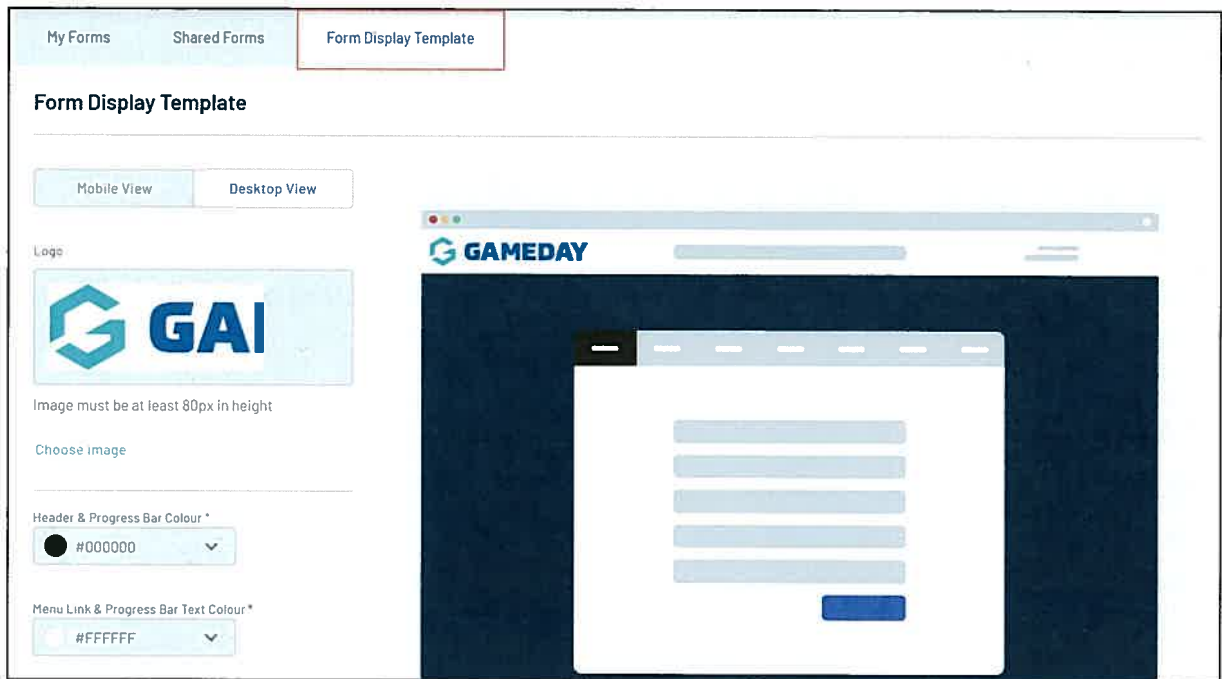 My Forms Shared Forms Form Display Template
Form Display Template
Mobile View Desktop View
Logo
GAI
Image must be at least 80px in height
Choose image
Header & Progress Bar Colour *
#000000
Menu Link & Progress Bar Text Colour *
#FFFFFF
GAMEDAY